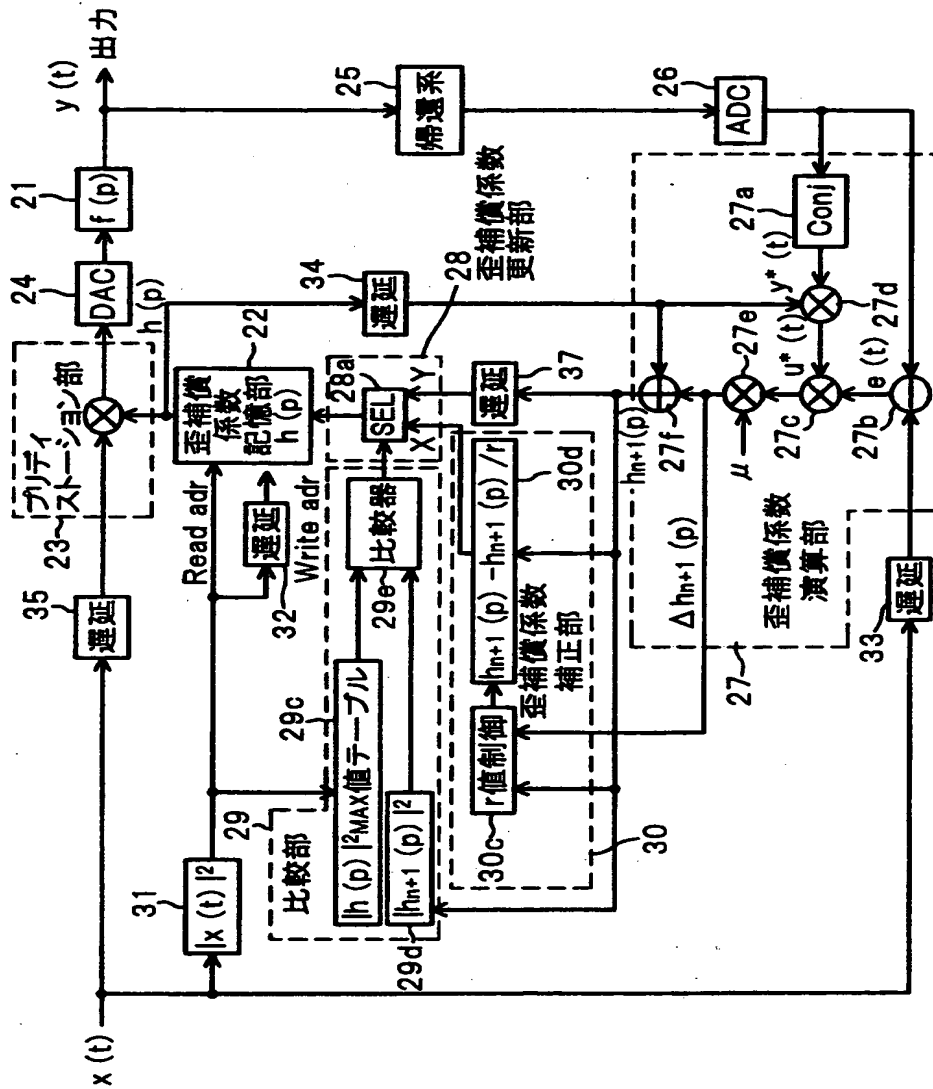 x(t)
31
|x(t)|²
35
遅延
23
プリディ
ストーション部
24
DAC
21
f(p)
y(t)
出力
h(p)
25
帰還系
26
ADC
Read adr
22
歪補償
係数
記憶部
h(p)
32
遅延
Write adr
34
遅延
28
歪補償係数
更新部
28a
SEL
X
Y
29
比較部
29c
|h(p)|²MAX値テーブル
29d
|hn+1(p)|²
29e
比較器
37
遅延
30
30c
r値制御
30d
hn+1(p)-hn+1(p)/r
歪補償係数
補正部
hn+1(p)
27f
Δhn+1(p)
μ
27e
u*(t)
27c
27d
y*(t)
27a
Conj
e(t)
27b
27
歪補償係数
演算部
33
遅延